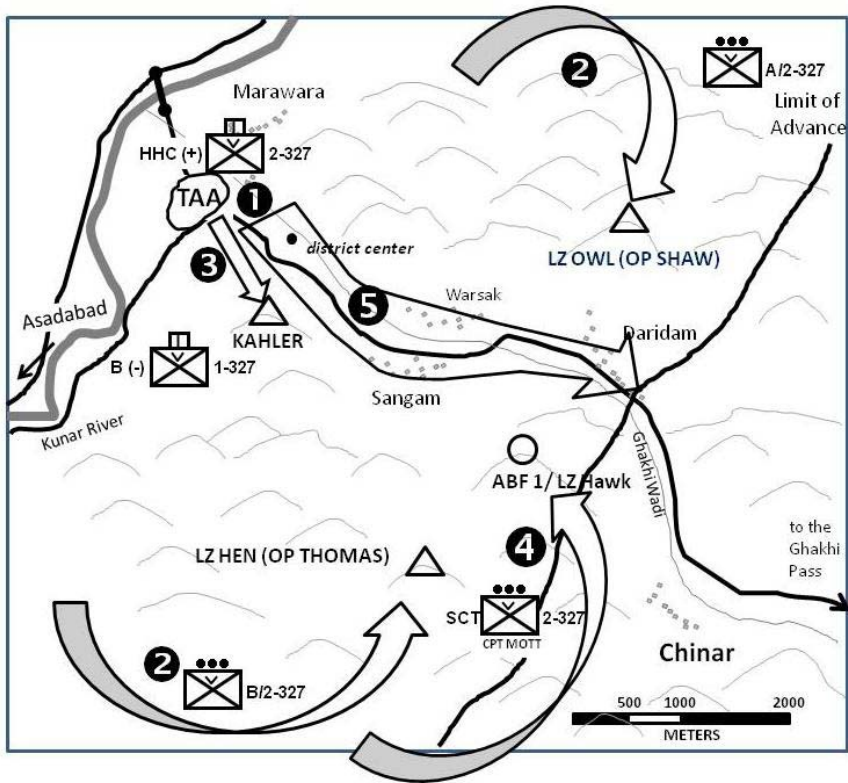 2
A/2-327
Limit of
Advance
Marawara
HHC (+) 2-327
TAA
1
LZ OWL (OP SHAW)
district center
3
Asadabad
KAHLER
5
Warsak
Daridam
B (-) 1-327
Sangam
Kunar River
ABF 1/ LZ Hawk
Ghakhi Wadi
LZ HEN (OP THOMAS)
4
to the
Ghakhi
Pass
SCT 2-327
CPT MOTT
2
B/2-327
Chinar
500 1000 2000
METERS